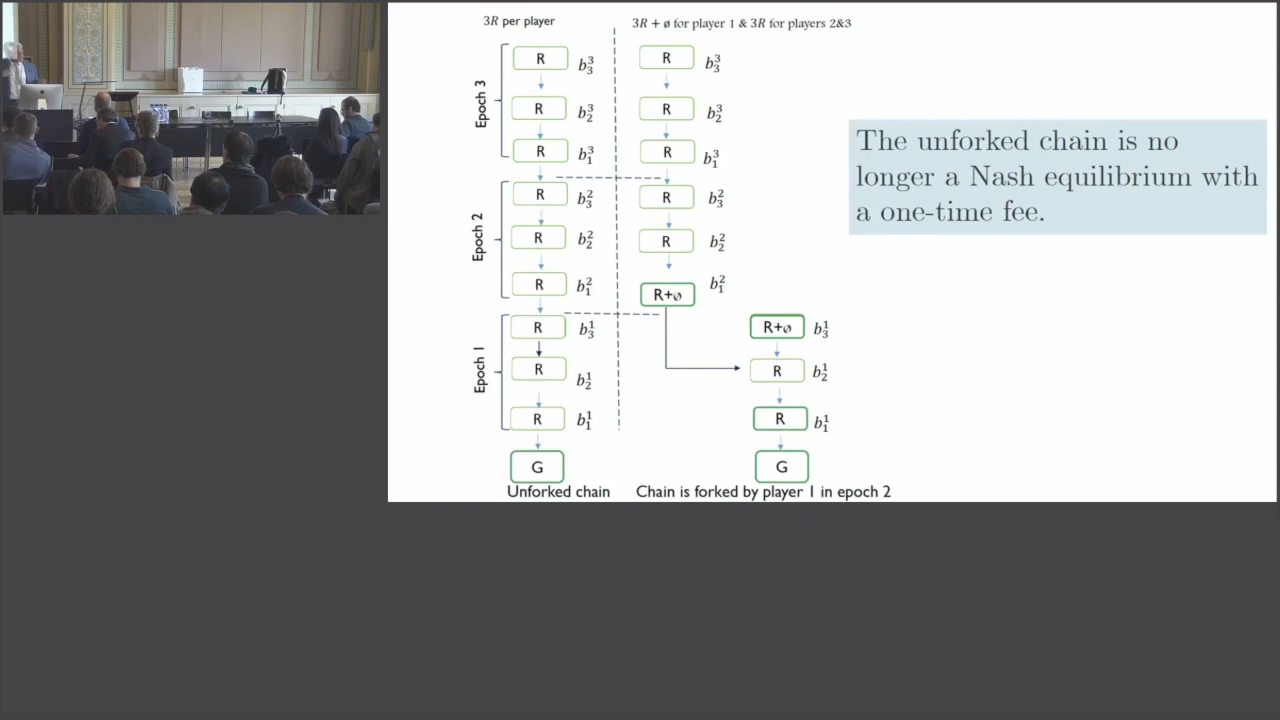 3R per player
3R + ø for player 1 & 3R for players 2&3
Epoch 3
R b₃³
R b₂³
R b₁³
Epoch 2
R b₃²
R b₂²
R b₁²
Epoch 1
R b₃¹
R b₂¹
R b₁¹
G
Unforked chain
R b₃³
R b₂³
R b₁³
R b₃²
R b₂²
R+ø b₁²
R+ø b₃¹
R b₂¹
R b₁¹
G
Chain is forked by player 1 in epoch 2
The unforked chain is no
longer a Nash equilibrium with
a one-time fee.